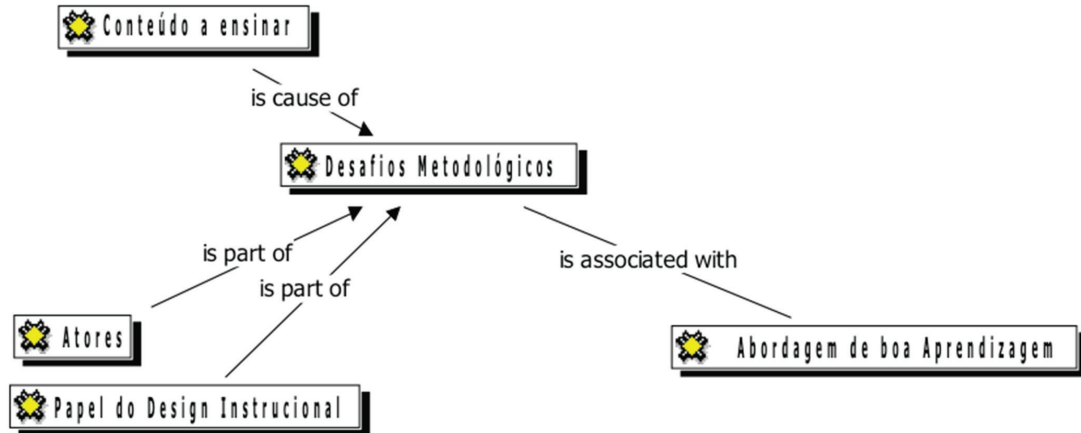 Conteúdo a ensinar
is cause of
Desafios Metodológicos
is part of
is associated with
is part of
Atores
Abordagem de boa Aprendizagem
Papel do Design Instrucional